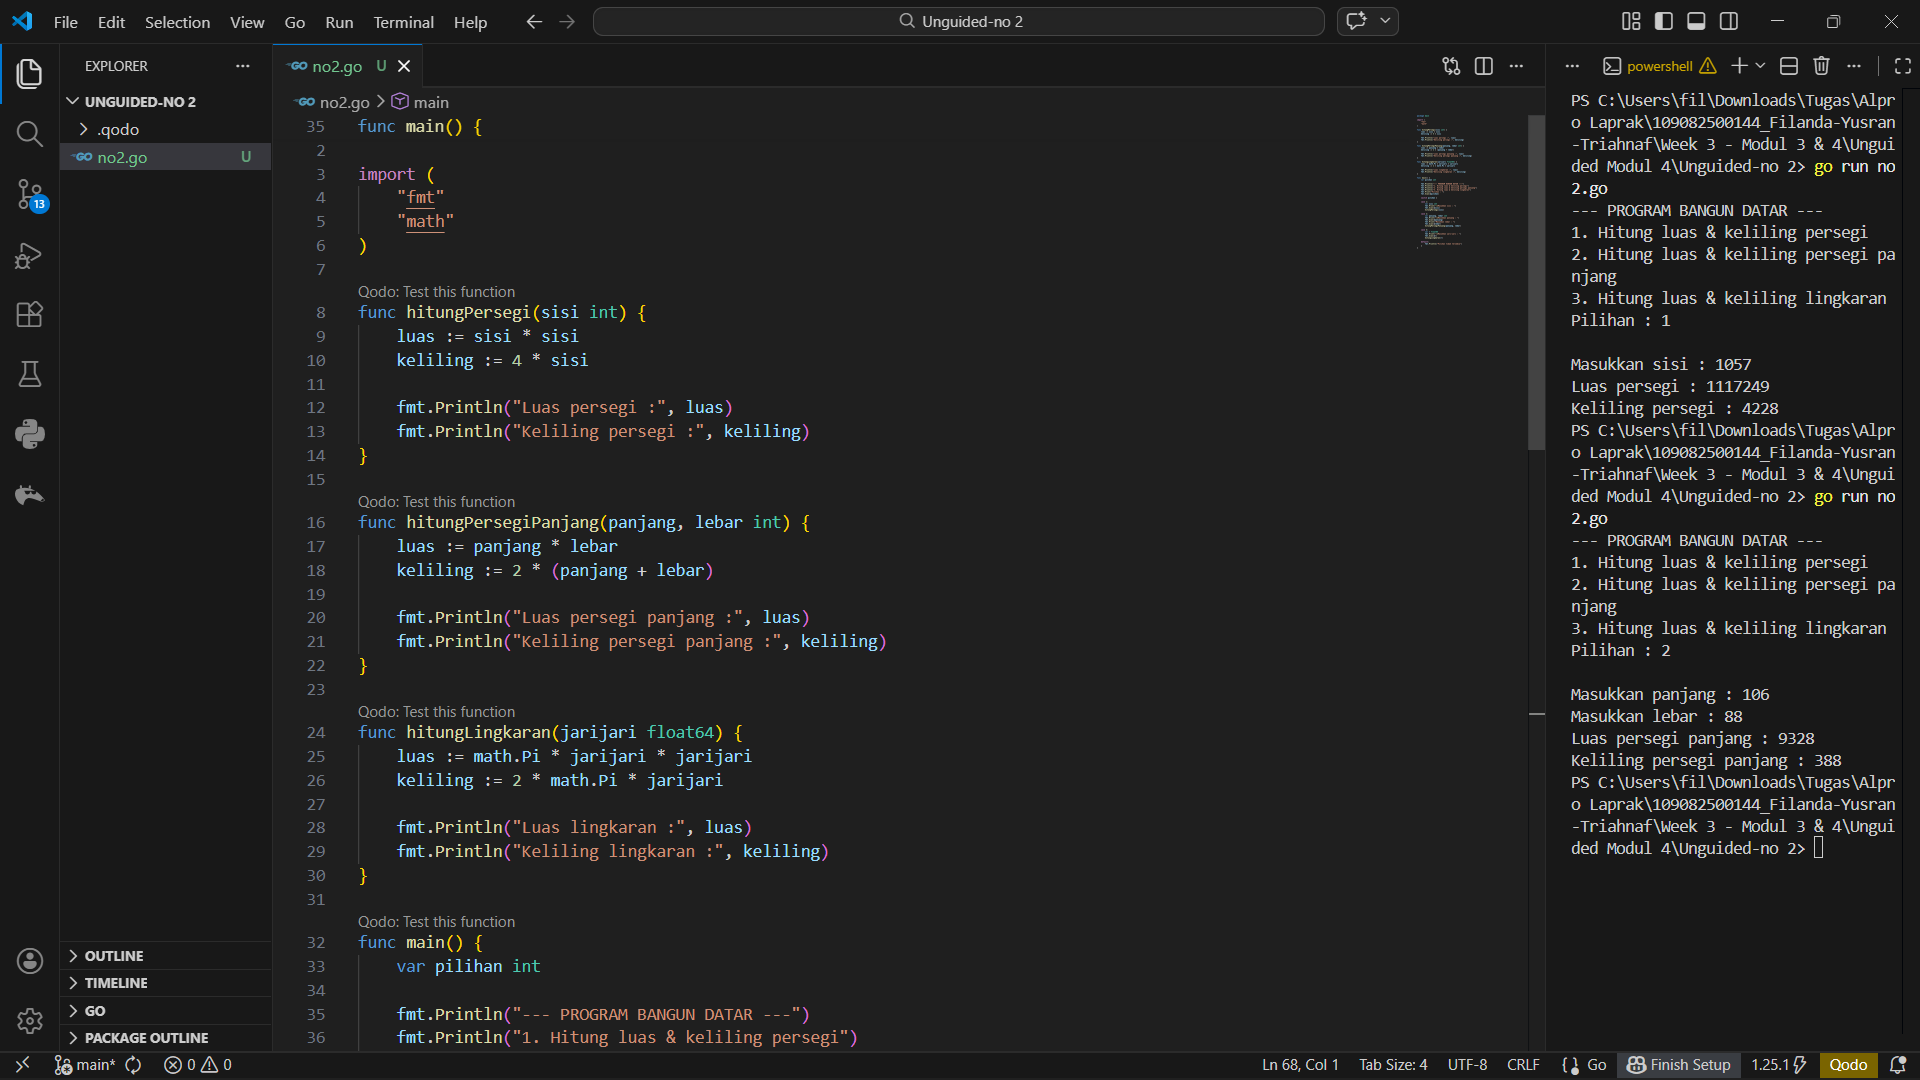 File Edit Selection View Go Run Terminal Help
Unguided-no 2
EXPLORER
UNGUIDED-NO 2
.qodo
no2.go U
OUTLINE
TIMELINE
GO
PACKAGE OUTLINE
no2.go U
no2.go > main
35 func main() {
2
3 import (
4 "fmt"
5 "math"
6 )
7
Qodo: Test this function
8 func hitungPersegi(sisi int) {
9 luas := sisi * sisi
10 keliling := 4 * sisi
11
12 fmt.Println("Luas persegi :", luas)
13 fmt.Println("Keliling persegi :", keliling)
14 }
15
Qodo: Test this function
16 func hitungPersegiPanjang(panjang, lebar int) {
17 luas := panjang * lebar
18 keliling := 2 * (panjang + lebar)
19
20 fmt.Println("Luas persegi panjang :", luas)
21 fmt.Println("Keliling persegi panjang :", keliling)
22 }
23
Qodo: Test this function
24 func hitungLingkaran(jarijari float64) {
25 luas := math.Pi * jarijari * jarijari
26 keliling := 2 * math.Pi * jarijari
27
28 fmt.Println("Luas lingkaran :", luas)
29 fmt.Println("Keliling lingkaran :", keliling)
30 }
31
Qodo: Test this function
32 func main() {
33 var pilihan int
34
35 fmt.Println("--- PROGRAM BANGUN DATAR ---")
36 fmt.Println("1. Hitung luas & keliling persegi")
powershell
PS C:\Users\fil\Downloads\Tugas\Alpr
o Laprak\109082500144_Filanda-Yusran
-Triahnaf\Week 3 - Modul 3 & 4\Ungui
ded Modul 4\Unguided-no 2> go run no
2.go
--- PROGRAM BANGUN DATAR ---
1. Hitung luas & keliling persegi
2. Hitung luas & keliling persegi pa
njang
3. Hitung luas & keliling lingkaran
Pilihan : 1
Masukkan sisi : 1057
Luas persegi : 1117249
Keliling persegi : 4228
PS C:\Users\fil\Downloads\Tugas\Alpr
o Laprak\109082500144_Filanda-Yusran
-Triahnaf\Week 3 - Modul 3 & 4\Ungui
ded Modul 4\Unguided-no 2> go run no
2.go
--- PROGRAM BANGUN DATAR ---
1. Hitung luas & keliling persegi
2. Hitung luas & keliling persegi pa
njang
3. Hitung luas & keliling lingkaran
Pilihan : 2
Masukkan panjang : 106
Masukkan lebar : 88
Luas persegi panjang : 9328
Keliling persegi panjang : 388
PS C:\Users\fil\Downloads\Tugas\Alpr
o Laprak\109082500144_Filanda-Yusran
-Triahnaf\Week 3 - Modul 3 & 4\Ungui
ded Modul 4\Unguided-no 2>
13
main* 0 0 Ln 68, Col 1 Tab Size: 4 UTF-8 CRLF Go Finish Setup 1.25.1 Qodo